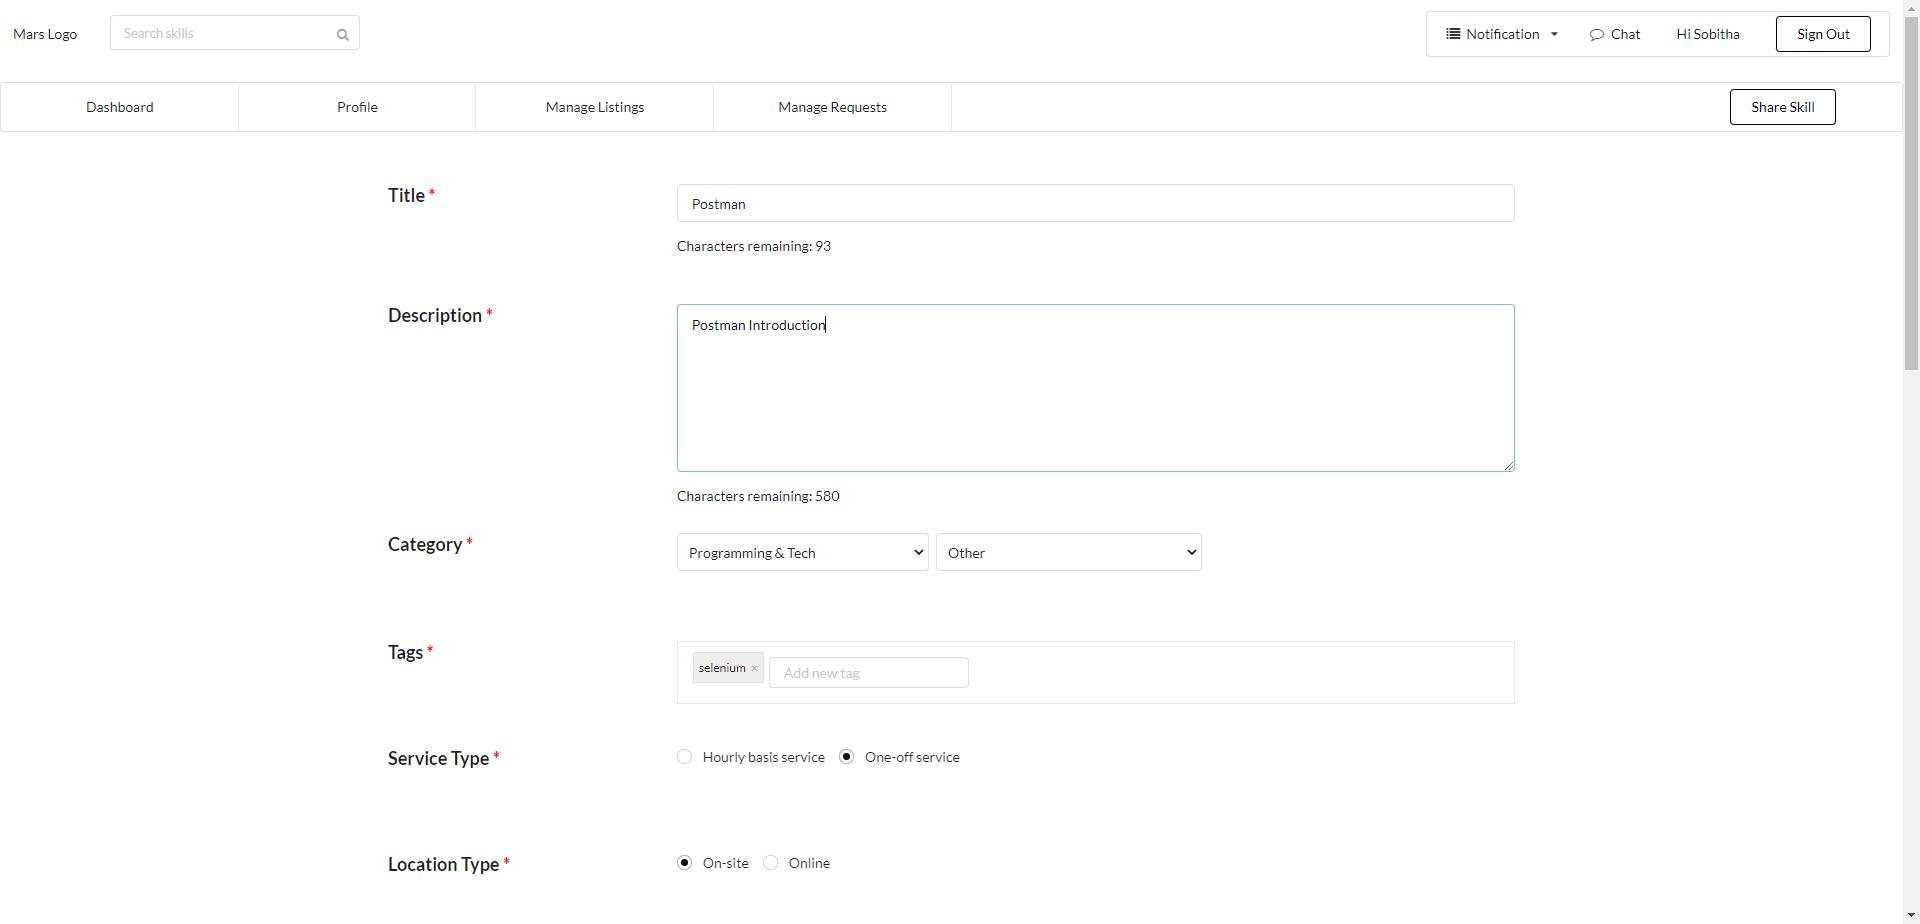 Mars Logo Search skills Notification Chat Hi Sobitha Sign Out
Dashboard Profile Manage Listings Manage Requests Share Skill
Title *
Postman
Characters remaining: 93
Description *
Postman Introduction
Characters remaining: 580
Category *
Programming & Tech Other
Tags *
selenium × Add new tag
Service Type *
Hourly basis service One-off service
Location Type *
On-site Online